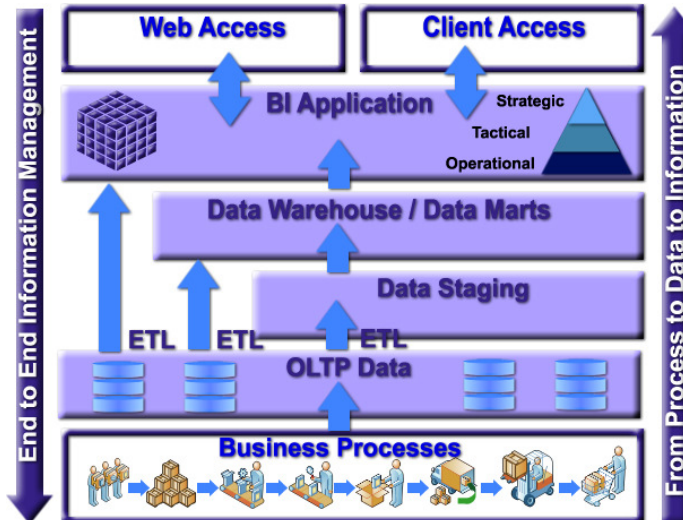 End to End Information Management
Web Access
Client Access
BI Application
Strategic
Tactical
Operational
Data Warehouse / Data Marts
Data Staging
ETL
ETL
ETL
OLTP Data
Business Processes
From Process to Data to Information